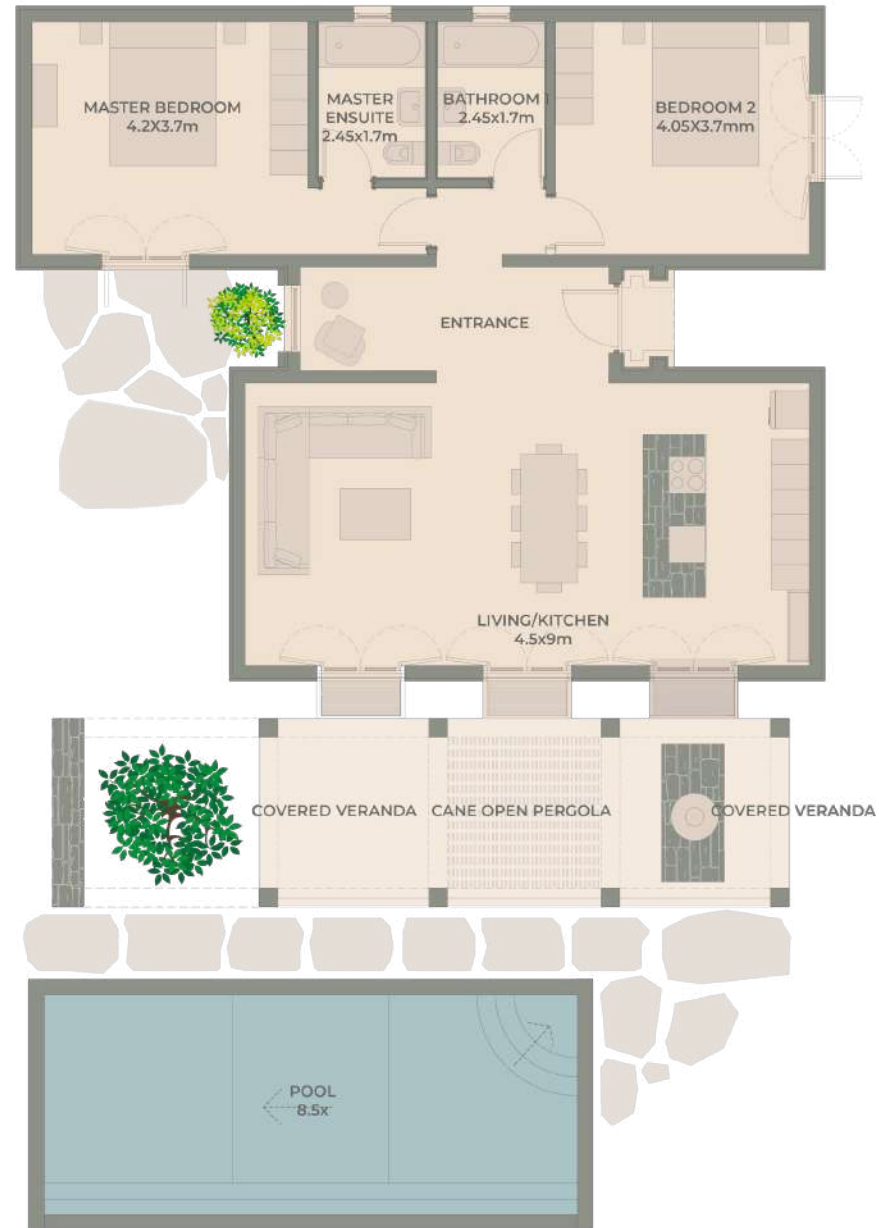 MASTER BEDROOM
4.2X3.7m
MASTER
ENSUITE
2.45x1.7m
BATHROOM 1
2.45x1.7m
BEDROOM 2
4.05X3.7mm
ENTRANCE
LIVING/KITCHEN
4.5x9m
COVERED VERANDA
CANE OPEN PERGOLA
COVERED VERANDA
POOL
8.5x